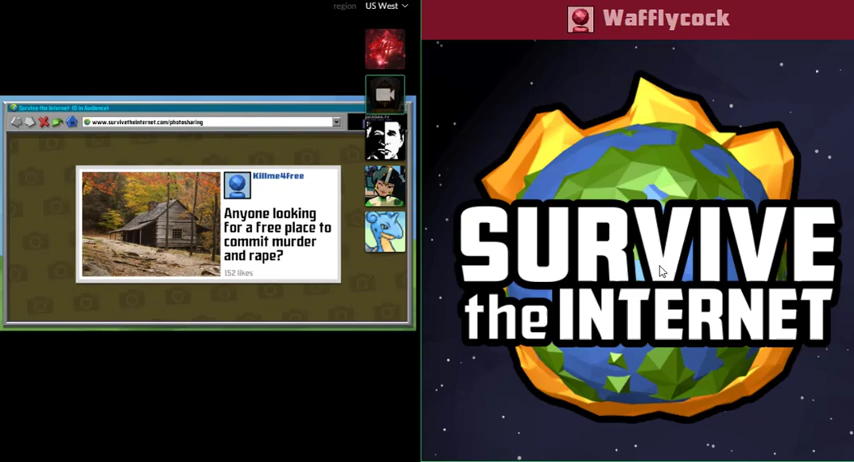 region US West
Wafflycock
Survive the Internet (0 in Audience)
www.survivetheinternet.com/photosharing
Killme4free
Anyone looking
for a free place to
commit murder
and rape?
152 likes
SURVIVE
the INTERNET